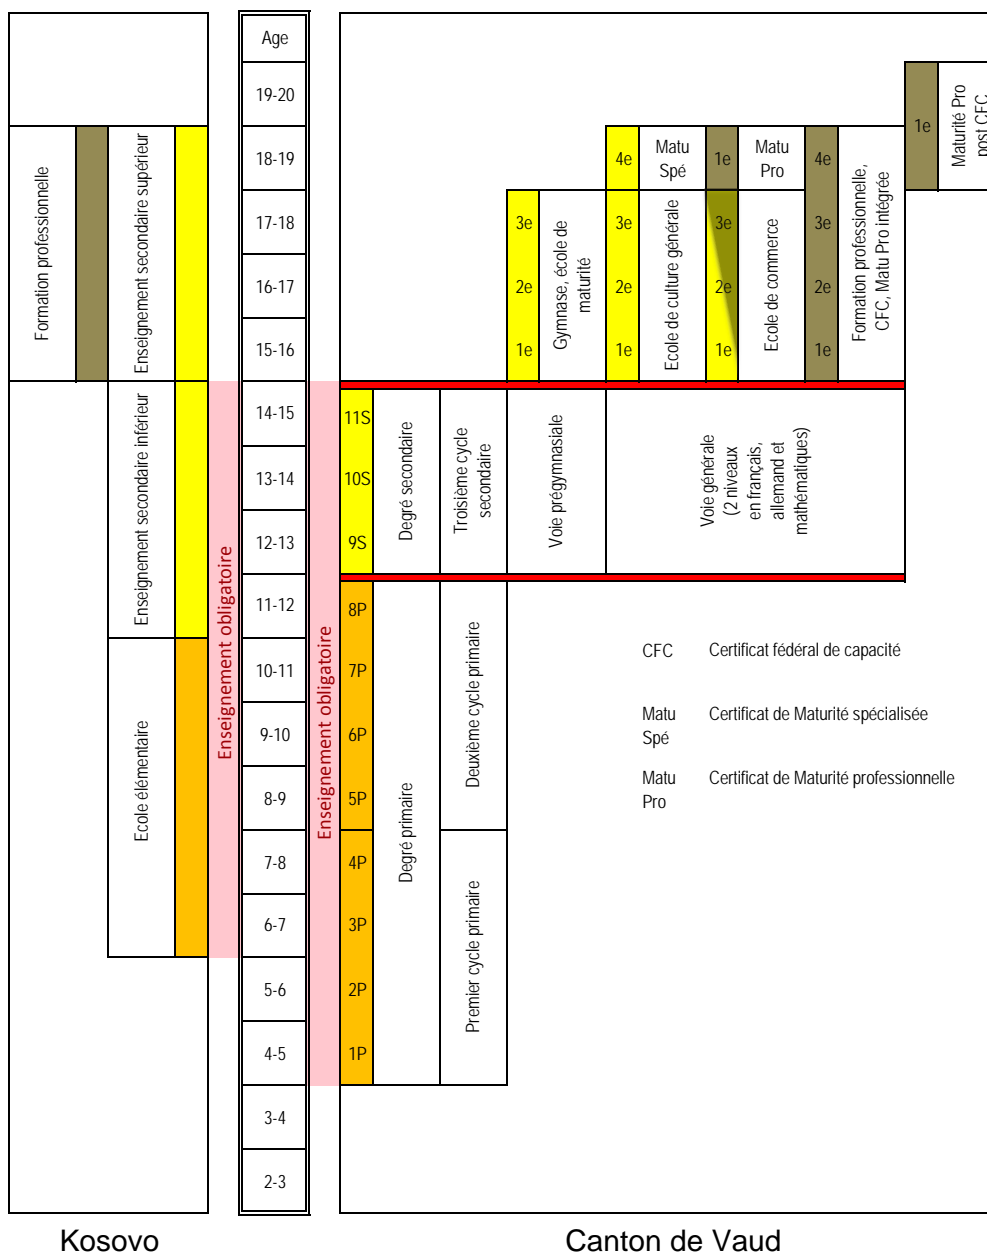 Age
19-20
18-19
17-18
16-17
15-16
14-15
13-14
12-13
11-12
10-11
9-10
8-9
7-8
6-7
5-6
4-5
3-4
2-3
Formation professionnelle
Enseignement secondaire supérieur
Enseignement secondaire inférieur
Ecole élémentaire
Enseignement obligatoire
Enseignement obligatoire
11S
10S
9S
8P
7P
6P
5P
4P
3P
2P
1P
Degré secondaire
Degré primaire
Troisième cycle
secondaire
Deuxième cycle primaire
Premier cycle primaire
Voie prégymnasiale
Voie générale
(2 niveaux
en français,
allemand et
mathématiques)
3e
2e
1e
Gymnase, école de
maturité
4e
3e
2e
1e
Matu
Spé
Ecole de culture générale
1e
3e
2e
1e
Matu
Pro
Ecole de commerce
4e
3e
2e
1e
Formation professionnelle,
CFC, Matu Pro intégrée
1e
Maturité Pro
post CFC
CFC Certificat fédéral de capacité
Matu Certificat de Maturité spécialisée
Spé
Matu Certificat de Maturité professionnelle
Pro
Kosovo
Canton de Vaud